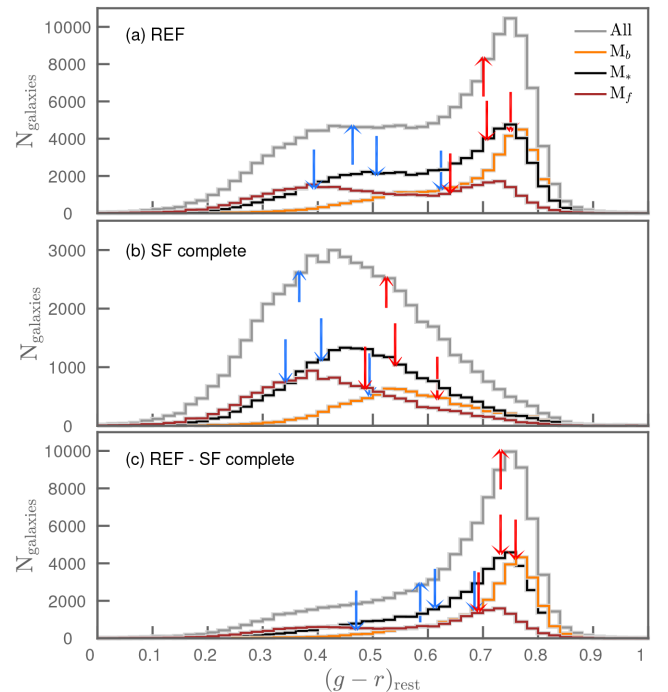 (a) REF
All
M_b
M_*
M_f
N_galaxies
10000
8000
6000
4000
2000
0
(b) SF complete
N_galaxies
3000
2000
1000
0
(c) REF - SF complete
N_galaxies
10000
8000
6000
4000
2000
0
0 0.1 0.2 0.3 0.4 0.5 0.6 0.7 0.8 0.9 1
(g − r)_rest